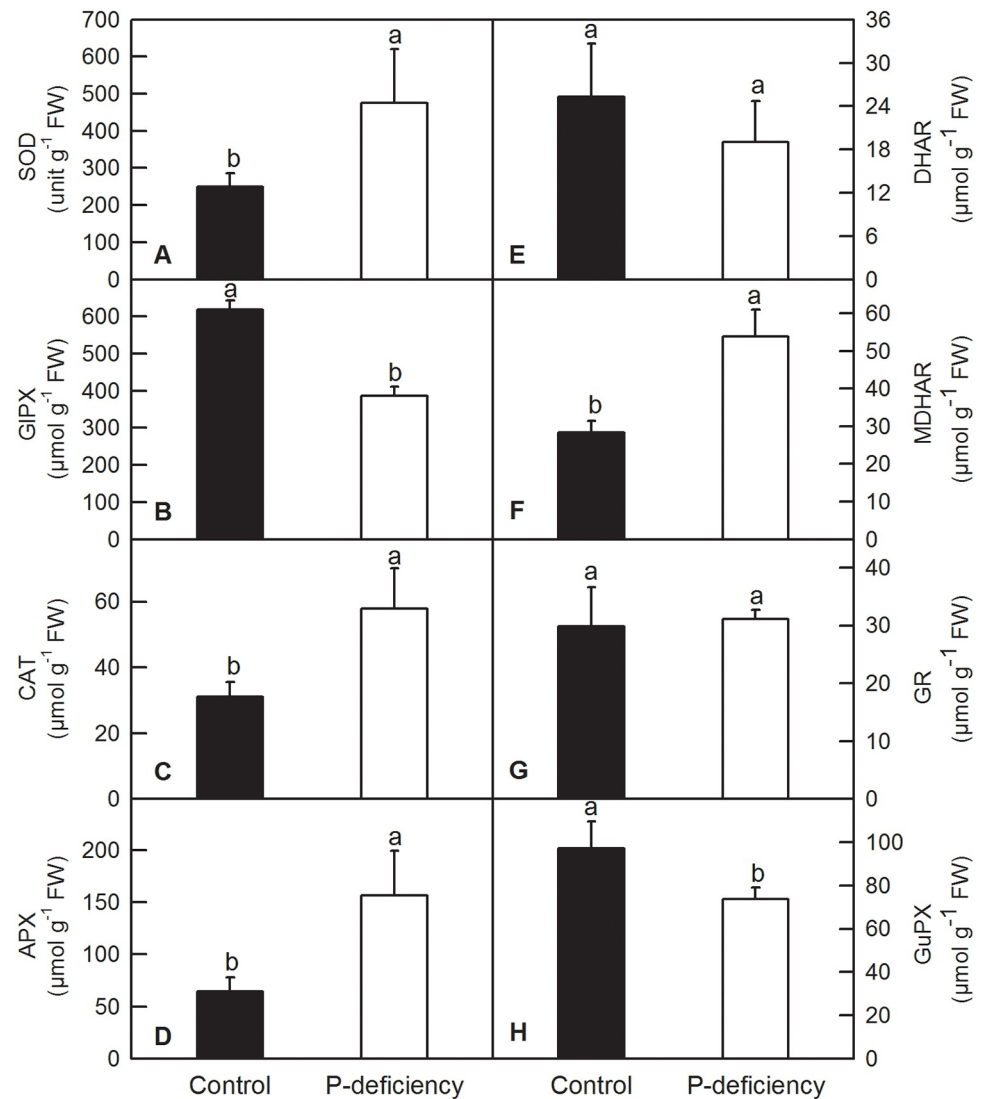 700
600
500
400
300
200
100
0
SOD
(unit g-1 FW)
b
a
A
36
30
24
18
12
6
0
DHAR
(µmol g-1 FW)
a
a
E
600
500
400
300
200
100
0
GlPX
(µmol g-1 FW)
a
b
B
60
50
40
30
20
10
0
MDHAR
(µmol g-1 FW)
b
a
F
60
40
20
0
CAT
(µmol g-1 FW)
b
a
C
40
30
20
10
0
GR
(µmol g-1 FW)
a
a
G
200
150
100
50
0
APX
(µmol g-1 FW)
b
a
D
100
80
60
40
20
0
GuPX
(µmol g-1 FW)
a
b
H
Control P-deficiency Control P-deficiency